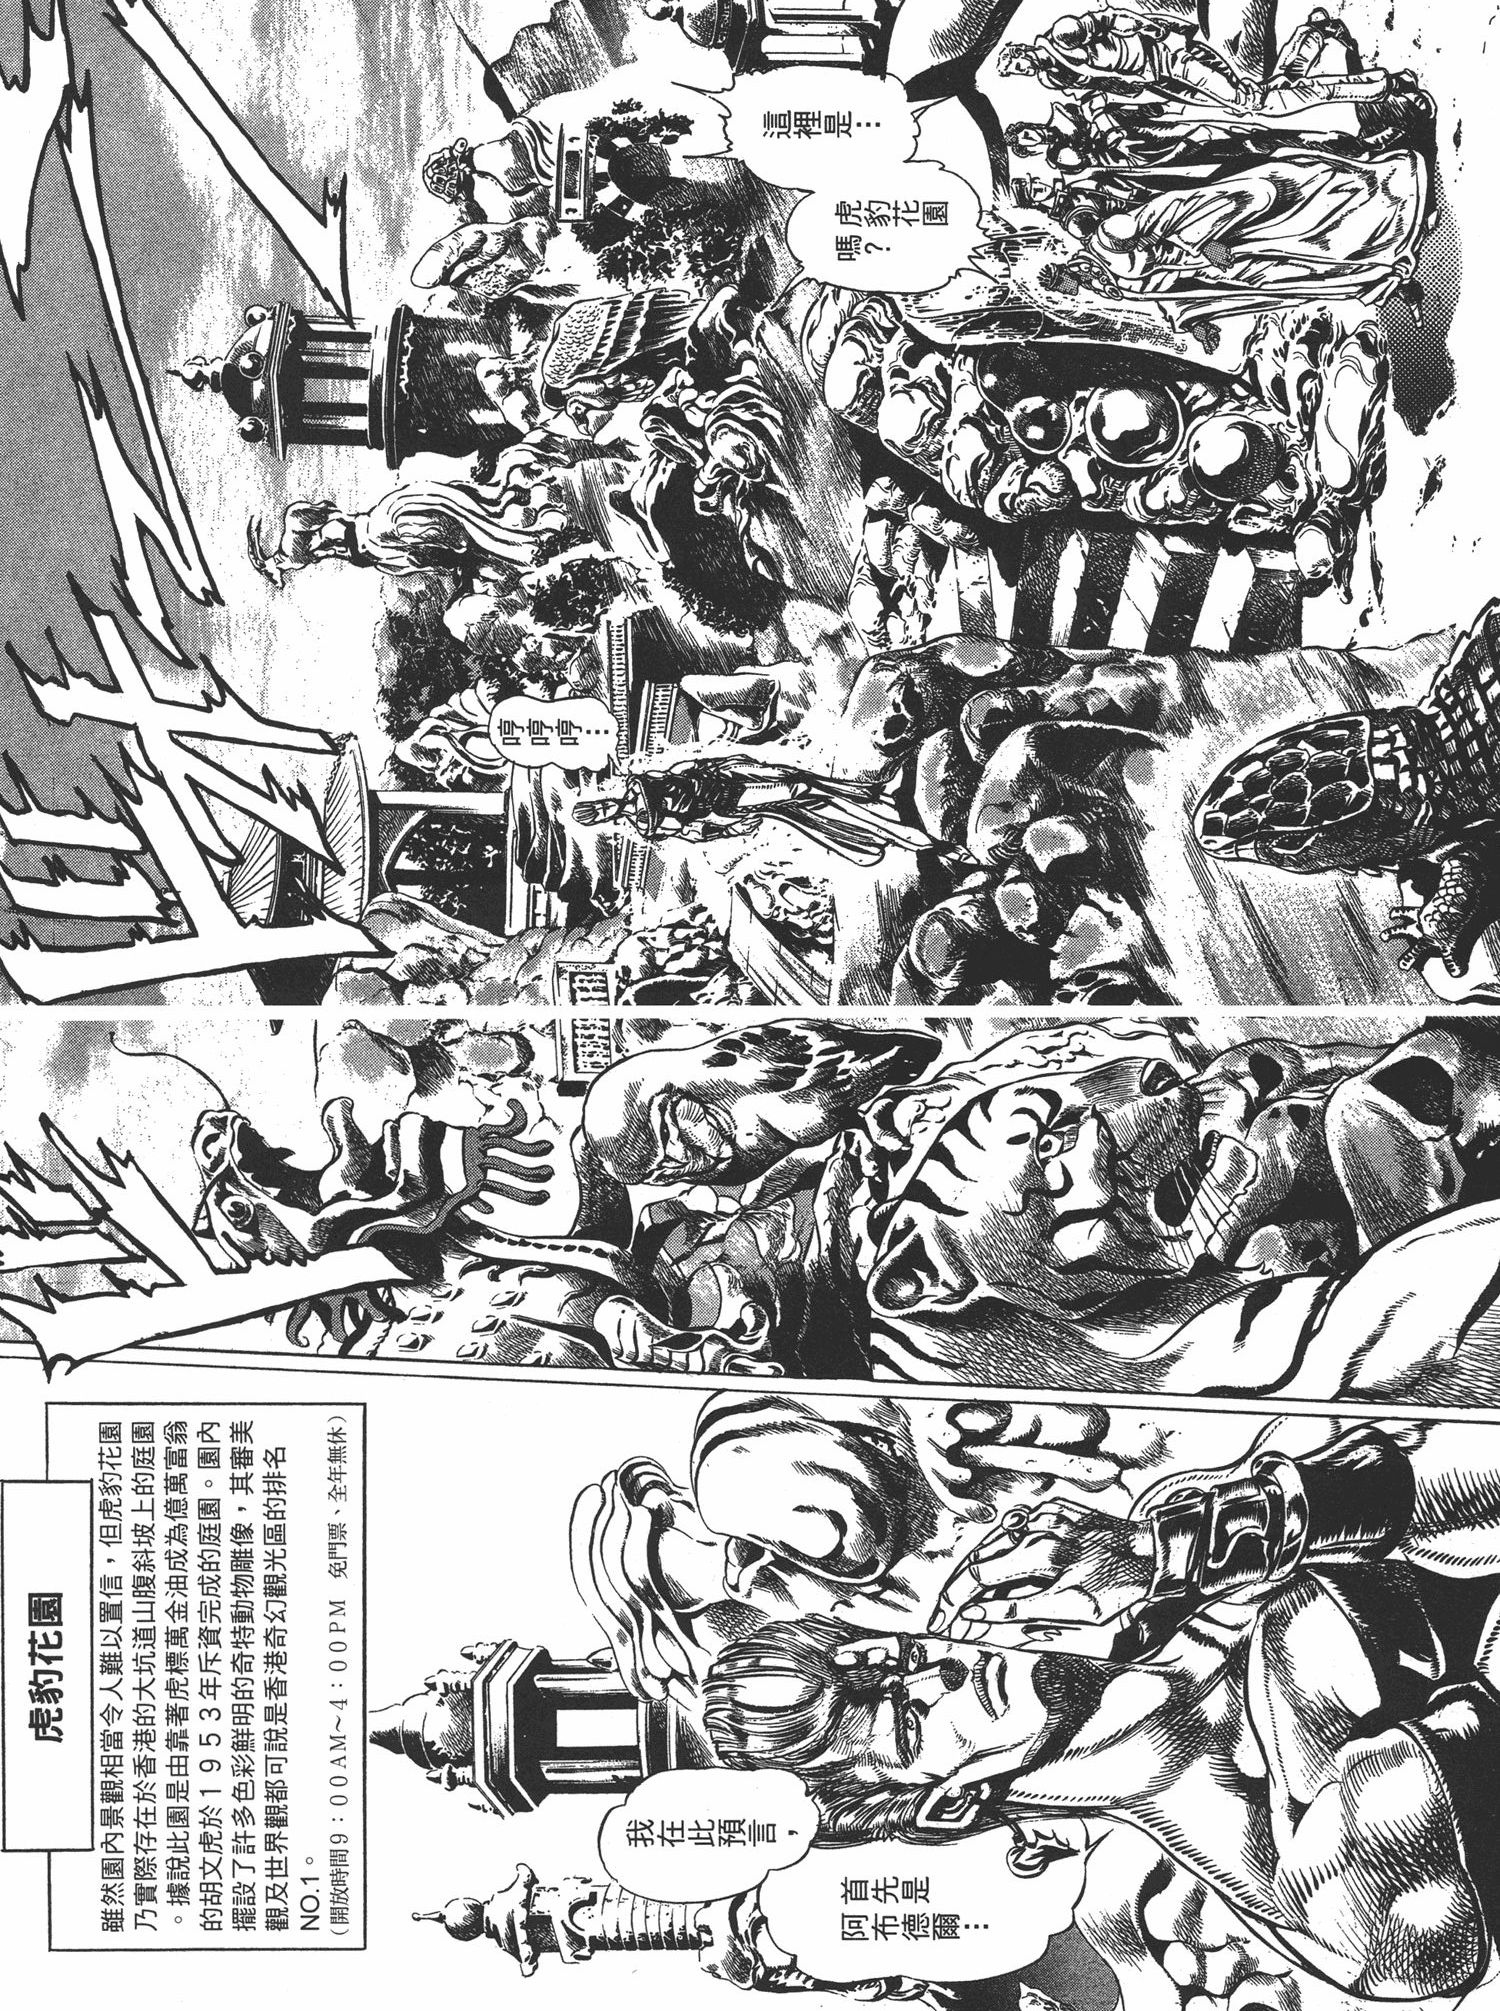 這裡是…
虎豹花園
嗎？
哼哼哼…
虎豹花園
雖然園內景觀相當令人難以置信，但虎豹花園
乃實際存在於香港的大坑道山腹斜坡上的庭園
。據說此園是由靠著虎標萬金油成為億萬富翁
的胡文虎於1953年斥資完成的庭園。園內
擺設了許多色彩鮮明的奇特動物雕像，其審美
觀及世界觀都可說是香港奇幻觀光區的排名
NO.1。
(開放時間9：00AM~4：00PM　免門票、全年無休)
我在此預言，
首先是
阿布德爾…